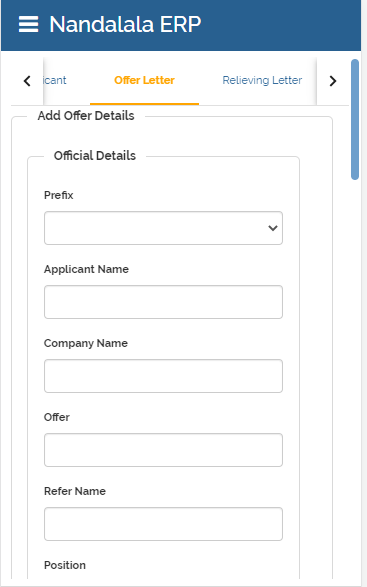 Nandalala ERP
icant Offer Letter Relieving Letter
Add Offer Details
Official Details
Prefix
Applicant Name
Company Name
Offer
Refer Name
Position